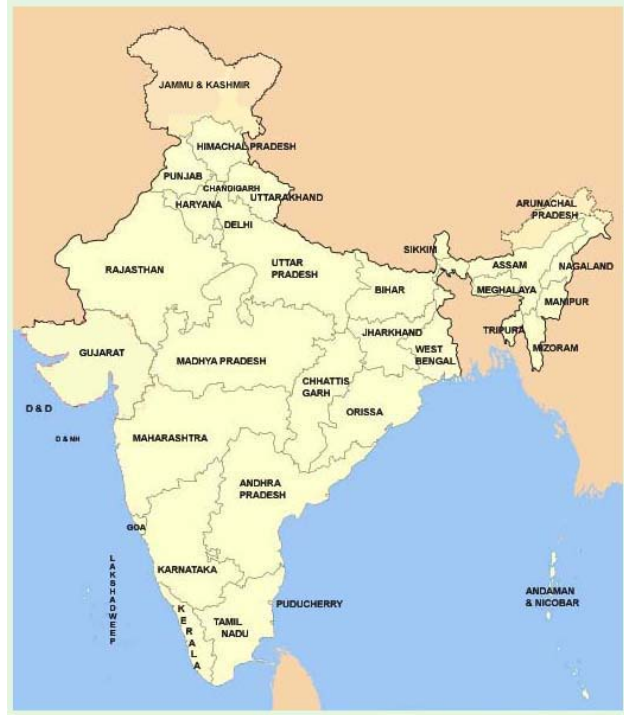 JAMMU & KASHMIR
HIMACHAL PRADESH
PUNJAB
CHANDIGARH
UTTARAKHAND
HARYANA
DELHI
ARUNACHAL
PRADESH
SIKKIM
RAJASTHAN
UTTAR
PRADESH
ASSAM
NAGALAND
BIHAR
MEGHALAYA
MANIPUR
JHARKHAND
TRIPURA
GUJARAT
MADHYA PRADESH
WEST
BENGAL
MIZORAM
CHHATTIS
GARH
D & D
ORISSA
D & NH
MAHARASHTRA
ANDHRA
PRADESH
GOA
LAKSHADWEEP
KARNATAKA
ANDAMAN
& NICOBAR
PUDUCHERRY
KERALA
TAMIL
NADU